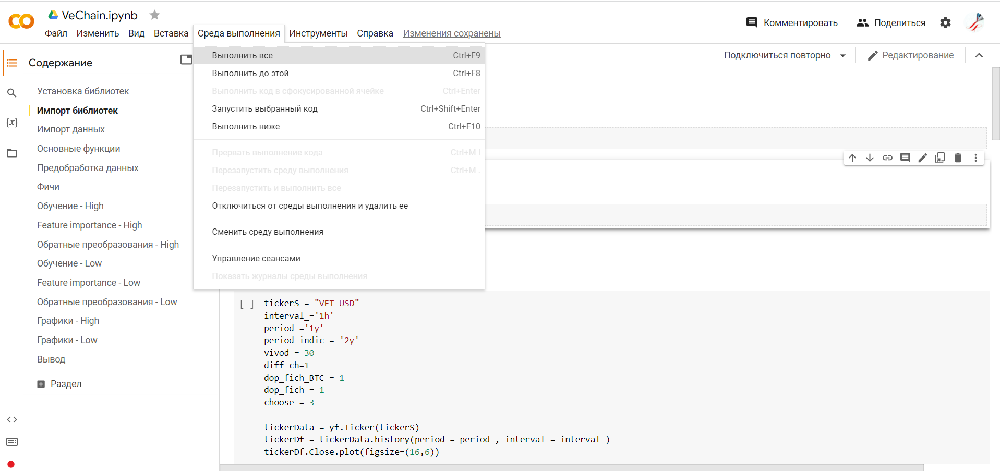 VeChain.ipynb
Файл Изменить Вид Вставка Среда выполнения Инструменты Справка Изменения сохранены
Комментировать Поделиться
Подключиться повторно Редактирование
Содержание
Установка библиотек
Импорт библиотек
Импорт данных
Основные функции
Предобработка данных
Фичи
Обучение - High
Feature importance - High
Обратные преобразования - High
Обучение - Low
Feature importance - Low
Обратные преобразования - Low
Графики - High
Графики - Low
Вывод
Раздел
Выполнить все Ctrl+F9
Выполнить до этой Ctrl+F8
Выполнить код в сфокусированной ячейке Ctrl+Enter
Запустить выбранный код Ctrl+Shift+Enter
Выполнить ниже Ctrl+F10
Прервать выполнение кода Ctrl+M I
Перезапустить среду выполнения Ctrl+M .
Перезапустить и выполнить все
Отключиться от среды выполнения и удалить ее
Сменить среду выполнения
Управление сеансами
Показать журналы среды выполнения
[ ] tickerS = "VET-USD"
interval_='1h'
period_='1y'
period_indic = '2y'
vivod = 30
diff_ch=1
dop_fich_BTC = 1
dop_fich = 1
choose = 3
tickerData = yf.Ticker(tickerS)
tickerDf = tickerData.history(period = period_, interval = interval_)
tickerDf.Close.plot(figsize=(16,6))